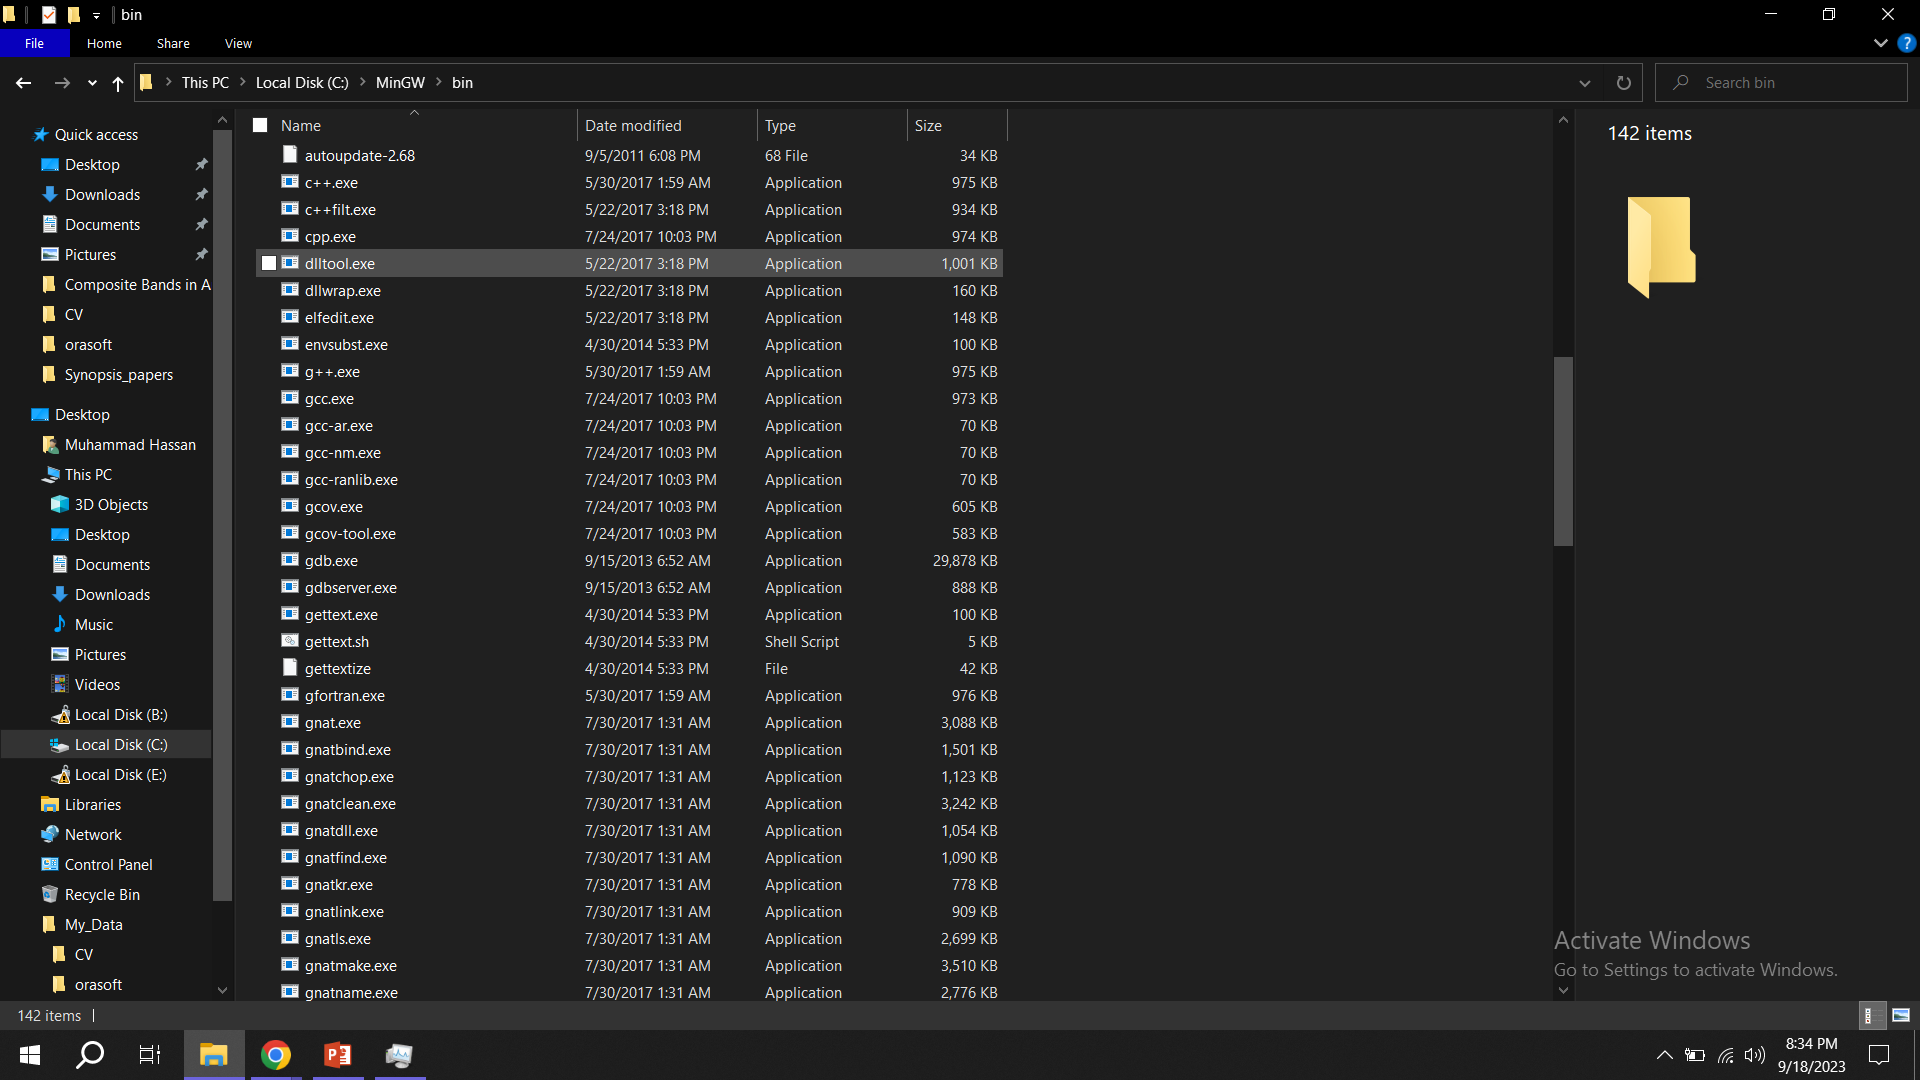 bin
File Home Share View
This PC Local Disk (C:) MinGW bin
Search bin
Quick access
Desktop
Downloads
Documents
Pictures
Composite Bands in A
CV
orasoft
Synopsis_papers
Desktop
Muhammad Hassan
This PC
3D Objects
Desktop
Documents
Downloads
Music
Pictures
Videos
Local Disk (B:)
Local Disk (C:)
Local Disk (E:)
Libraries
Network
Control Panel
Recycle Bin
My_Data
CV
orasoft
Name Date modified Type Size
autoupdate-2.68 9/5/2011 6:08 PM 68 File 34 KB
c++.exe 5/30/2017 1:59 AM Application 975 KB
c++filt.exe 5/22/2017 3:18 PM Application 934 KB
cpp.exe 7/24/2017 10:03 PM Application 974 KB
dlltool.exe 5/22/2017 3:18 PM Application 1,001 KB
dllwrap.exe 5/22/2017 3:18 PM Application 160 KB
elfedit.exe 5/22/2017 3:18 PM Application 148 KB
envsubst.exe 4/30/2014 5:33 PM Application 100 KB
g++.exe 5/30/2017 1:59 AM Application 975 KB
gcc.exe 7/24/2017 10:03 PM Application 973 KB
gcc-ar.exe 7/24/2017 10:03 PM Application 70 KB
gcc-nm.exe 7/24/2017 10:03 PM Application 70 KB
gcc-ranlib.exe 7/24/2017 10:03 PM Application 70 KB
gcov.exe 7/24/2017 10:03 PM Application 605 KB
gcov-tool.exe 7/24/2017 10:03 PM Application 583 KB
gdb.exe 9/15/2013 6:52 AM Application 29,878 KB
gdbserver.exe 9/15/2013 6:52 AM Application 888 KB
gettext.exe 4/30/2014 5:33 PM Application 100 KB
gettext.sh 4/30/2014 5:33 PM Shell Script 5 KB
gettextize 4/30/2014 5:33 PM File 42 KB
gfortran.exe 5/30/2017 1:59 AM Application 976 KB
gnat.exe 7/30/2017 1:31 AM Application 3,088 KB
gnatbind.exe 7/30/2017 1:31 AM Application 1,501 KB
gnatchop.exe 7/30/2017 1:31 AM Application 1,123 KB
gnatclean.exe 7/30/2017 1:31 AM Application 3,242 KB
gnatdll.exe 7/30/2017 1:31 AM Application 1,054 KB
gnatfind.exe 7/30/2017 1:31 AM Application 1,090 KB
gnatkr.exe 7/30/2017 1:31 AM Application 778 KB
gnatlink.exe 7/30/2017 1:31 AM Application 909 KB
gnatls.exe 7/30/2017 1:31 AM Application 2,699 KB
gnatmake.exe 7/30/2017 1:31 AM Application 3,510 KB
gnatname.exe 7/30/2017 1:31 AM Application 2,776 KB
142 items
Activate Windows
Go to Settings to activate Windows.
142 items
8:34 PM
9/18/2023